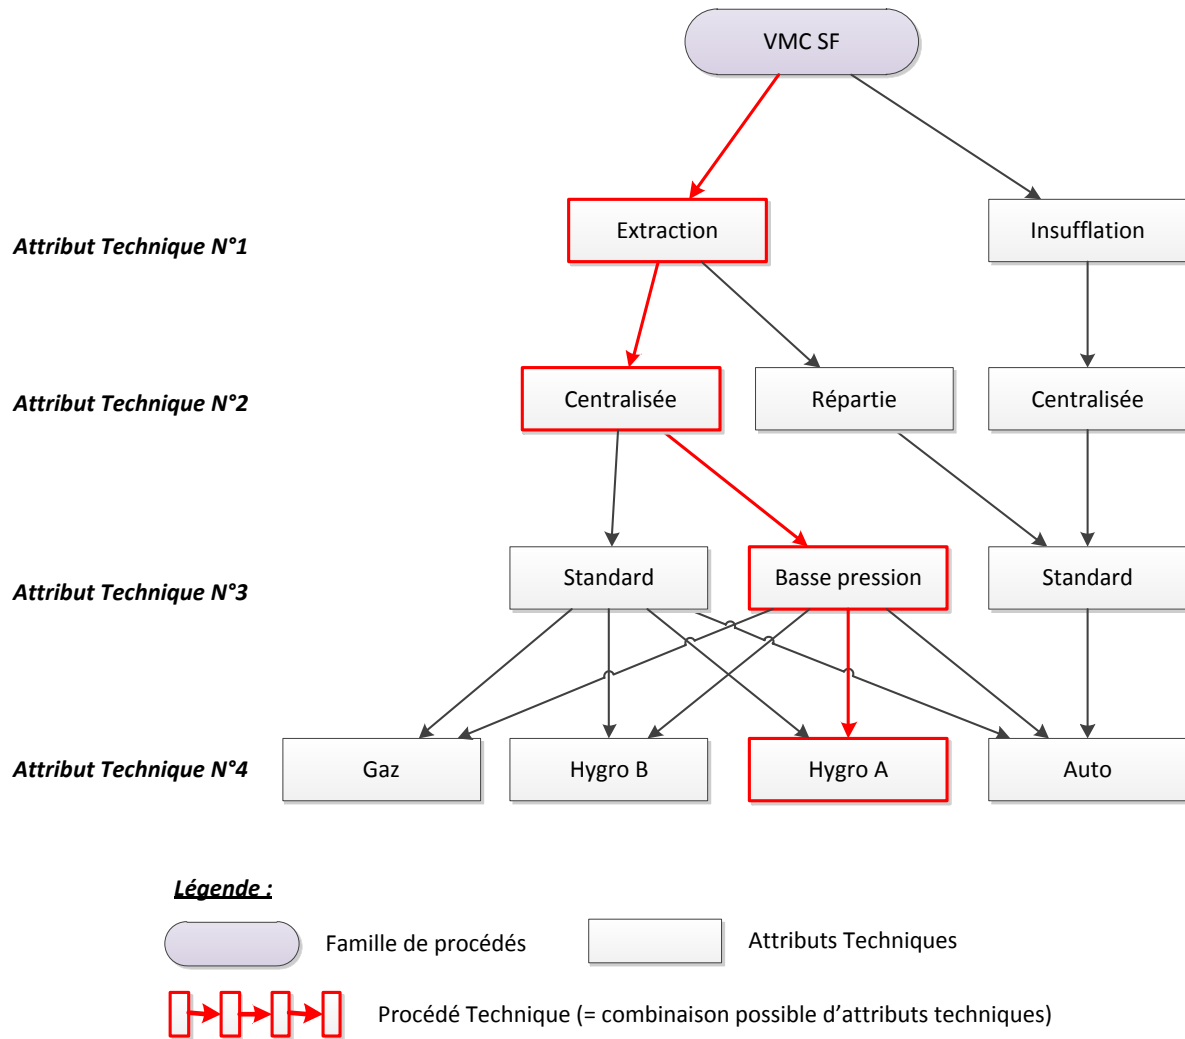 VMC SF
Attribut Technique N°1
Extraction
Insufflation
Attribut Technique N°2
Centralisée
Répartie
Centralisée
Attribut Technique N°3
Standard
Basse pression
Standard
Attribut Technique N°4
Gaz
Hygro B
Hygro A
Auto
Légende :
Famille de procédés
Attributs Techniques
Procédé Technique (= combinaison possible d'attributs techniques)